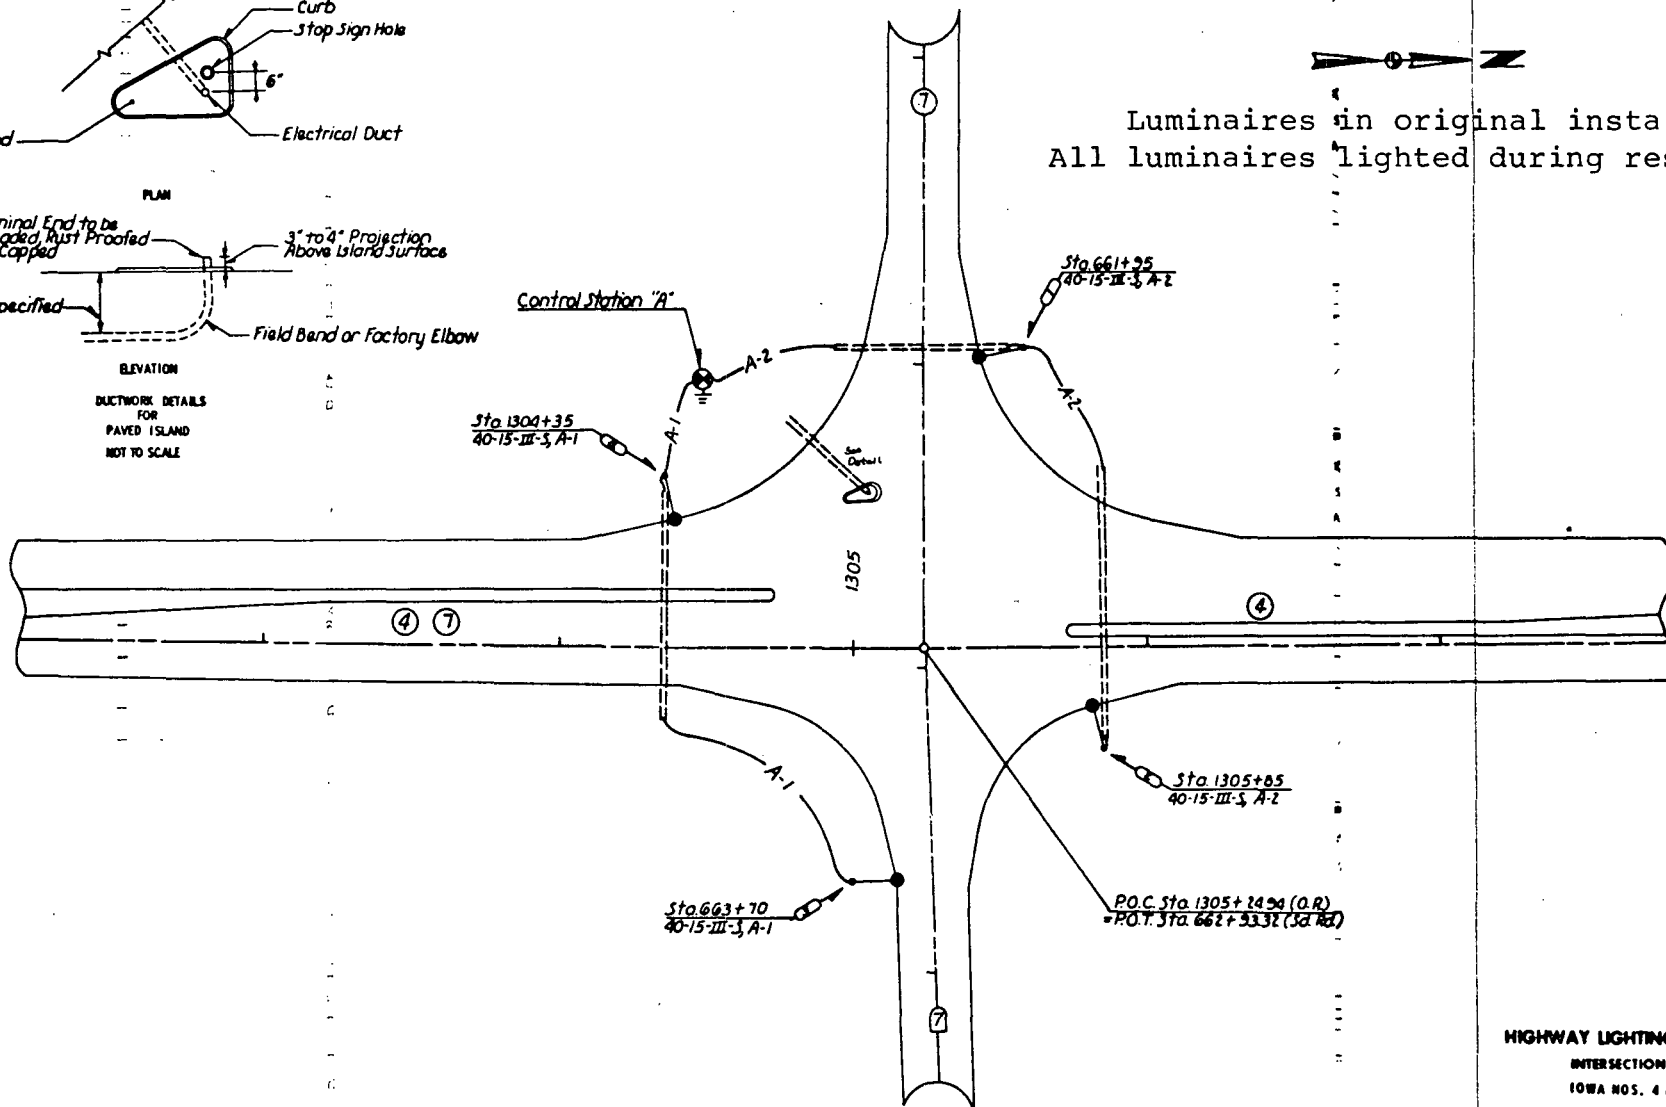 Curb
Stop Sign Hole
6"
Electrical Duct
PLAN
3" to 4" Projection
Above Island Surface
Rust Proofed
Capped
Field Bend or Factory Elbow
ELEVATION
DUCTWORK DETAILS
FOR
PAVED ISLAND
NOT TO SCALE
Luminaires in original insta
All luminaires lighted during res
N
7
Sta. 661+95
40-15-III-S, A-2
Control Station "A"
A-2
A-2
Sta. 1304+35
40-15-III-S, A-1
A-1
See
Detail
1305
4 7
4
A-1
Sta. 1305+85
40-15-III-S, A-2
Sta. 663+70
40-15-III-S, A-1
P.O.C. Sta. 1305+24.94 (O.R.)
=P.O.T. Sta. 662+93.32 (Sd. Rd.)
7
HIGHWAY LIGHTING
INTERSECTION
IOWA NOS. 4